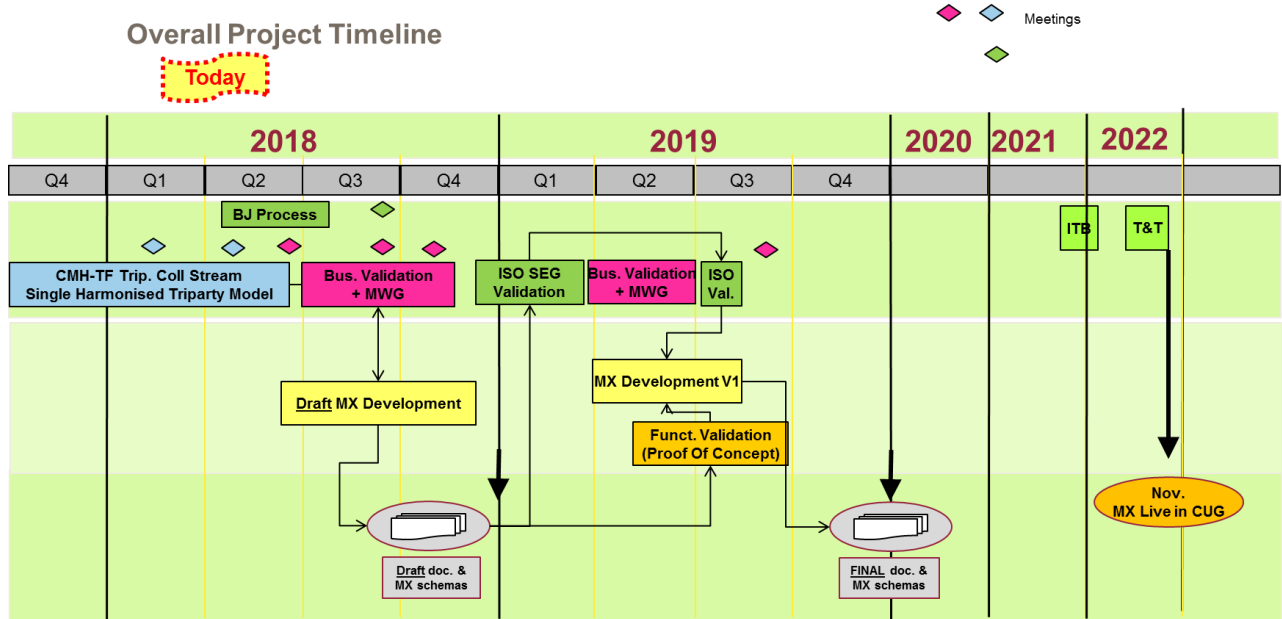 Meetings
Overall Project Timeline
Today
2018 2019 2020 2021 2022
Q4 Q1 Q2 Q3 Q4 Q1 Q2 Q3 Q4
BJ Process
ITB
T&T
CMH-TF Trip. Coll Stream
Single Harmonised Triparty Model
Bus. Validation
+ MWG
ISO SEG
Validation
Bus. Validation
+ MWG
ISO
Val.
Draft MX Development
MX Development V1
Funct. Validation
(Proof Of Concept)
Nov.
MX Live in CUG
Draft doc. &
MX schemas
FINAL doc. &
MX schemas